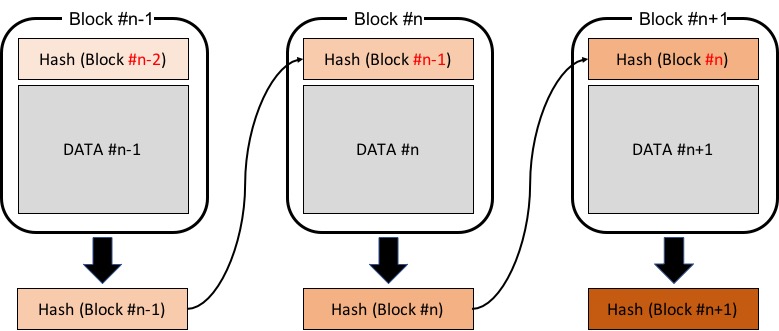 Block #n-1
Block #n
Block #n+1
Hash (Block #n-2)
Hash (Block #n-1)
Hash (Block #n)
DATA #n-1
DATA #n
DATA #n+1
Hash (Block #n-1)
Hash (Block #n)
Hash (Block #n+1)